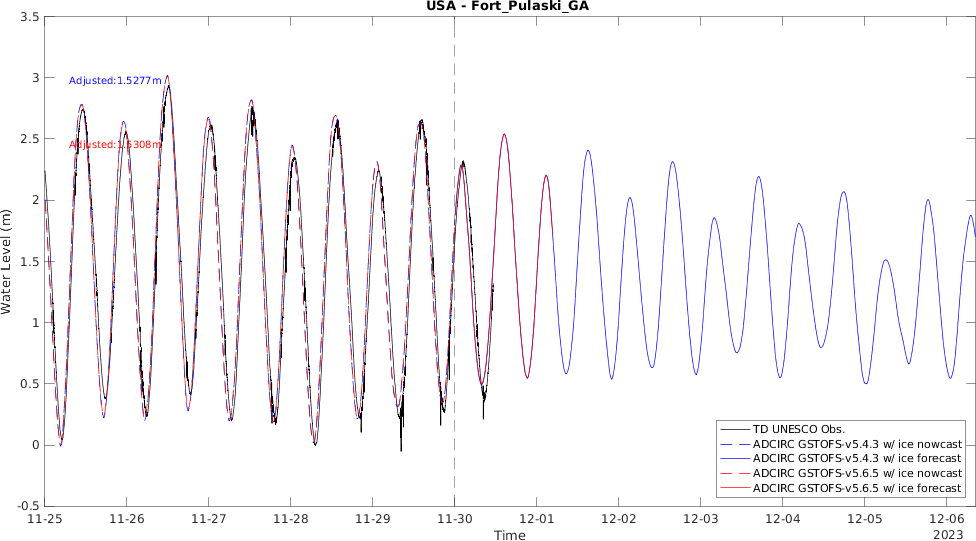 USA - Fort_Pulaski_GA
3.5
3
2.5
2
1.5
1
0.5
0
-0.5
Water Level (m)
Adjusted:1.5277m
Adjusted:1.5308m
TD UNESCO Obs.
ADCIRC GSTOFS-v5.4.3 w/ ice nowcast
ADCIRC GSTOFS-v5.4.3 w/ ice forecast
ADCIRC GSTOFS-v5.6.5 w/ ice nowcast
ADCIRC GSTOFS-v5.6.5 w/ ice forecast
11-25 11-26 11-27 11-28 11-29 11-30 12-01 12-02 12-03 12-04 12-05 12-06
Time
2023